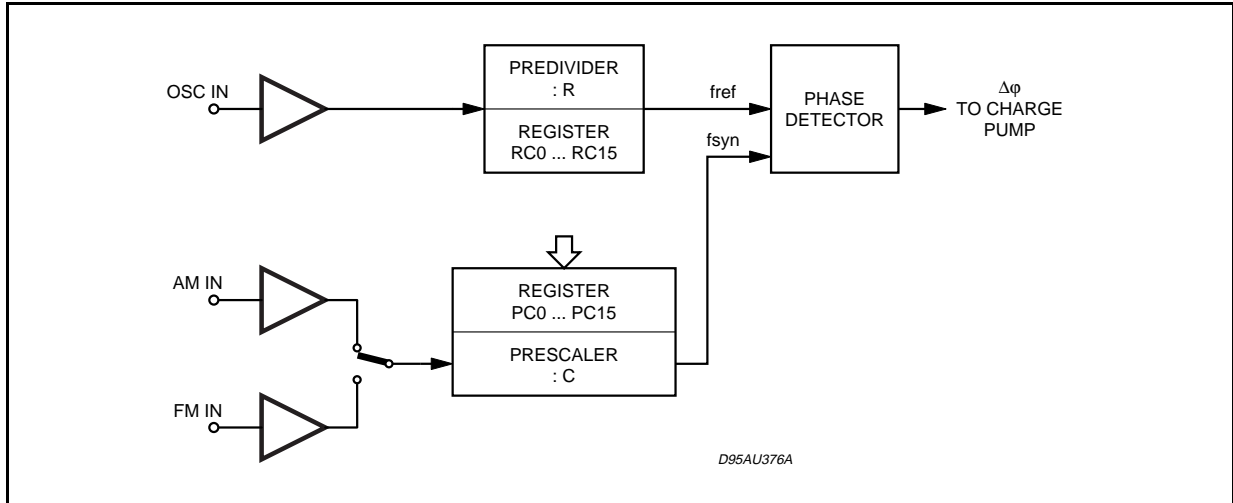 OSC IN
PREDIVIDER
: R
REGISTER
RC0 ... RC15
fref
fsyn
PHASE
DETECTOR
Δφ
TO CHARGE
PUMP
AM IN
FM IN
REGISTER
PC0 ... PC15
PRESCALER
: C
D95AU376A